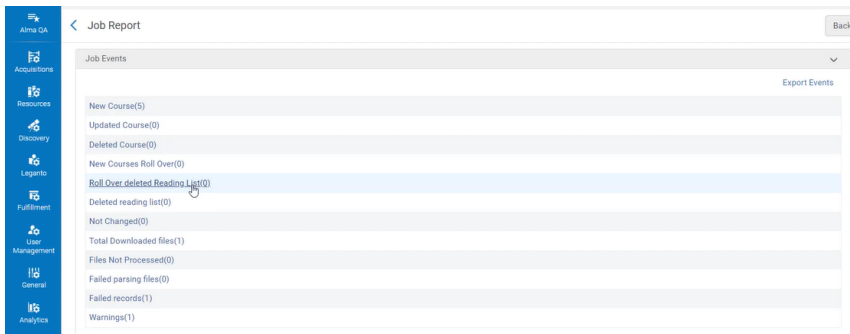 Alma QA
Job Report
Back
Acquisitions
Job Events
Export Events
Resources
New Course(5)
Updated Course(0)
Discovery
Deleted Course(0)
New Courses Roll Over(0)
Leganto
Roll Over deleted Reading List(0)
Deleted reading list(0)
Fulfillment
Not Changed(0)
Total Downloaded files(1)
User
Management
Files Not Processed(0)
Failed parsing files(0)
General
Failed records(1)
Warnings(1)
Analytics